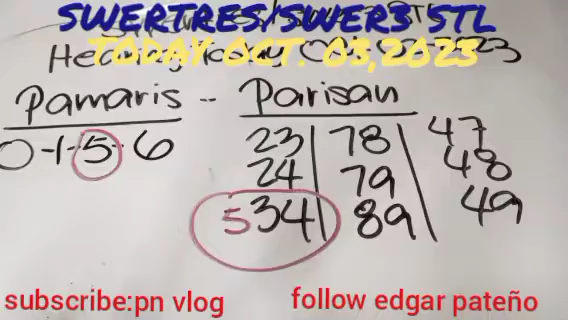 SWERTRES/SWER3 STL
TODAY OCT. 03,2023
Pamaris -- Parisan
0-1-5-6
23 78 47
24 79 48
534 89 49
subscribe:pn vlog
follow edgar pateño